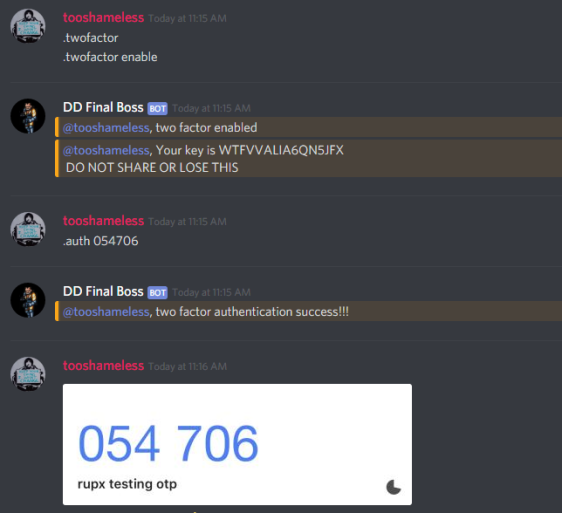 tooshameless Today at 11:15 AM
.twofactor
.twofactor enable
DD Final Boss BOT Today at 11:15 AM
@tooshameless, two factor enabled
@tooshameless, Your key is WTFVVALIA6QN5JFX
DO NOT SHARE OR LOSE THIS
tooshameless Today at 11:15 AM
.auth 054706
DD Final Boss BOT Today at 11:15 AM
@tooshameless, two factor authentication success!!!
tooshameless Today at 11:16 AM
054 706
rupx testing otp